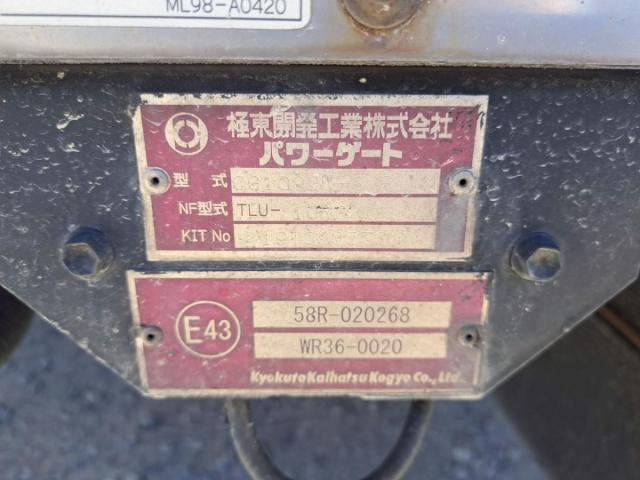 ML98-A0420
極東開発工業株式会社
パワーゲート
型式
NF型式 TLU-
KIT No
E43
58R-020268
WR36-0020
Kyokuto Kaihatsu Kogyo Co., Ltd.